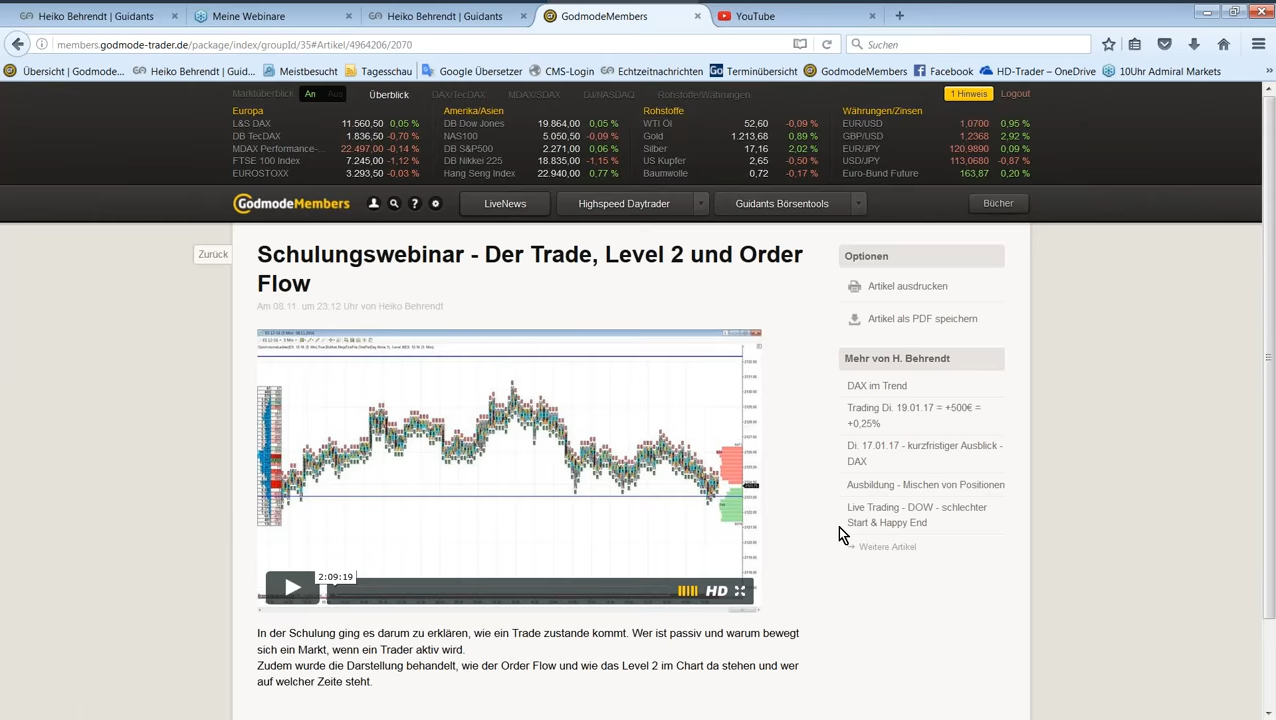 Heiko Behrendt | Guidants
Meine Webinare
Heiko Behrendt | Guidants
GodmodeMembers
YouTube
members.godmode-trader.de/package/index/groupId/35#Artikel/4964206/2070
Suchen
Übersicht | Godmode...
Heiko Behrendt | Guid...
Meistbesucht
Tagesschau
Google Übersetzer
CMS-Login
Echtzeitnachrichten
Terminübersicht
GodmodeMembers
Facebook
HD-Trader – OneDrive
10Uhr Admiral Markets
Marktüberblick An Aus Überblick DAX/TecDAX MDAX/SDAX DJ/NASDAQ Rohstoffe/Währungen 1 Hinweis Logout
Europa
L&S DAX 11.560,50 0,05 %
DB TecDAX 1.836,50 -0,70 %
MDAX Performance-... 22.497,00 -0,14 %
FTSE 100 Index 7.245,00 -1,12 %
EUROSTOXX 3.293,50 -0,03 %
Amerika/Asien
DB Dow Jones 19.864,00 0,05 %
NAS100 5.050,50 -0,09 %
DB S&P500 2.271,00 0,06 %
DB Nikkei 225 18.835,00 -1,15 %
Hang Seng Index 22.940,00 0,77 %
Rohstoffe
WTI Öl 52,60 -0,09 %
Gold 1.213,68 0,89 %
Silber 17,16 2,02 %
US Kupfer 2,65 -0,50 %
Baumwolle 0,72 -0,17 %
Währungen/Zinsen
EUR/USD 1,0700 0,95 %
GBP/USD 1,2368 2,92 %
EUR/JPY 120,9890 0,09 %
USD/JPY 113,0680 -0,87 %
Euro-Bund Future 163,87 0,20 %
GodmodeMembers
LiveNews
Highspeed Daytrader
Guidants Börsentools
Bücher
Zurück
Schulungswebinar - Der Trade, Level 2 und Order
Flow
Am 08.11. um 23:12 Uhr von Heiko Behrendt
2:09:19
HD
In der Schulung ging es darum zu erklären, wie ein Trade zustande kommt. Wer ist passiv und warum bewegt
sich ein Markt, wenn ein Trader aktiv wird.
Zudem wurde die Darstellung behandelt, wie der Order Flow und wie das Level 2 im Chart da stehen und wer
auf welcher Zeite steht.
Optionen
Artikel ausdrucken
Artikel als PDF speichern
Mehr von H. Behrendt
DAX im Trend
Trading Di. 19.01.17 = +500€ =
+0,25%
Di. 17.01.17 - kurzfristiger Ausblick -
DAX
Ausbildung - Mischen von Positionen
Live Trading - DOW - schlechter
Start & Happy End
Weitere Artikel